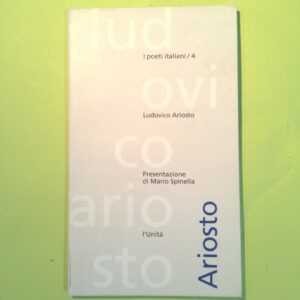 lud
I poeti italiani / 4
ovi
Ludovico Ariosto
co
Presentazione
di Mario Spinella
ario
l'Unità
sto
Ariosto